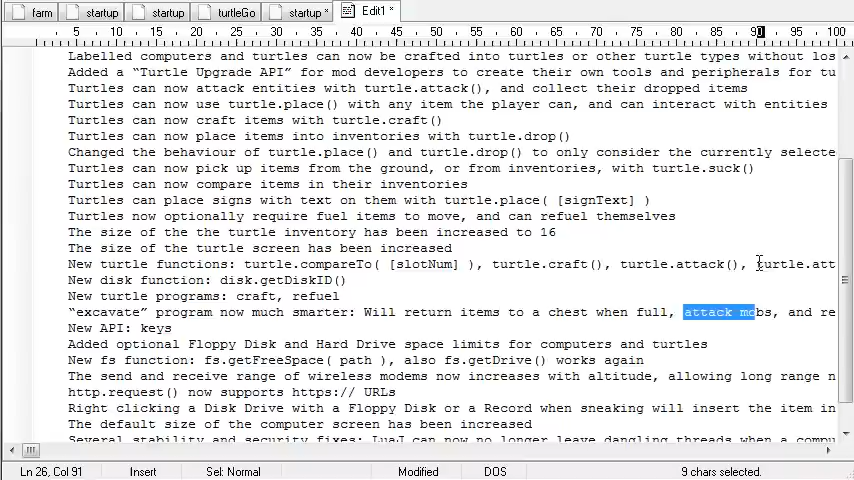 farm startup startup turtleGo startup * Edit1 *
5 10 15 20 25 30 35 40 45 50 55 60 65 70 75 80 85 90 95 100
Labelled computers and turtles can now be crafted into turtles or other turtle types without los
Added a “Turtle Upgrade API” for mod developers to create their own tools and peripherals for tu
Turtles can now attack entities with turtle.attack(), and collect their dropped items
Turtles can now use turtle.place() with any item the player can, and can interact with entities
Turtles can now craft items with turtle.craft()
Turtles can now place items into inventories with turtle.drop()
Changed the behaviour of turtle.place() and turtle.drop() to only consider the currently selecte
Turtles can now pick up items from the ground, or from inventories, with turtle.suck()
Turtles can now compare items in their inventories
Turtles can place signs with text on them with turtle.place( [signText] )
Turtles now optionally require fuel items to move, and can refuel themselves
The size of the the turtle inventory has been increased to 16
The size of the turtle screen has been increased
New turtle functions: turtle.compareTo( [slotNum] ), turtle.craft(), turtle.attack(), turtle.att
New disk function: disk.getDiskID()
New turtle programs: craft, refuel
“excavate” program now much smarter: Will return items to a chest when full, attack mobs, and re
New API: keys
Added optional Floppy Disk and Hard Drive space limits for computers and turtles
New fs function: fs.getFreeSpace( path ), also fs.getDrive() works again
The send and receive range of wireless modems now increases with altitude, allowing long range n
http.request() now supports https:// URLs
Right clicking a Disk Drive with a Floppy Disk or a Record when sneaking will insert the item in
The default size of the computer screen has been increased
Several stability and security fixes: LuaJ can now no longer leave dangling threads when a compu
Ln 26, Col 91 Insert Sel: Normal Modified DOS 9 chars selected.